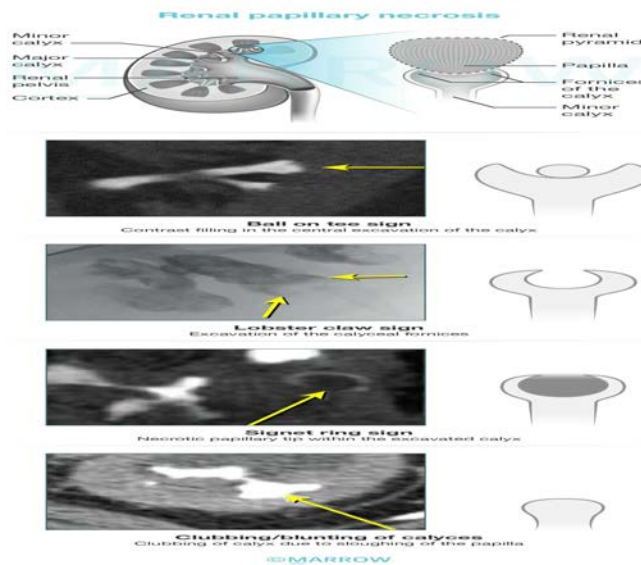 Renal papillary necrosis
Minor
calyx
Major
calyx
Renal
pelvis
Cortex
Renal
pyramid
Papilla
Fornices
of the
calyx
Minor
calyx
Ball on tee sign
Contrast filling in the central excavation of the calyx
Lobster claw sign
Excavation of the calyceal fornices
Signet ring sign
Necrotic papillary tip within the excavated calyx
Clubbing/blunting of calyces
Clubbing of calyx due to sloughing of the papilla
©MARROW